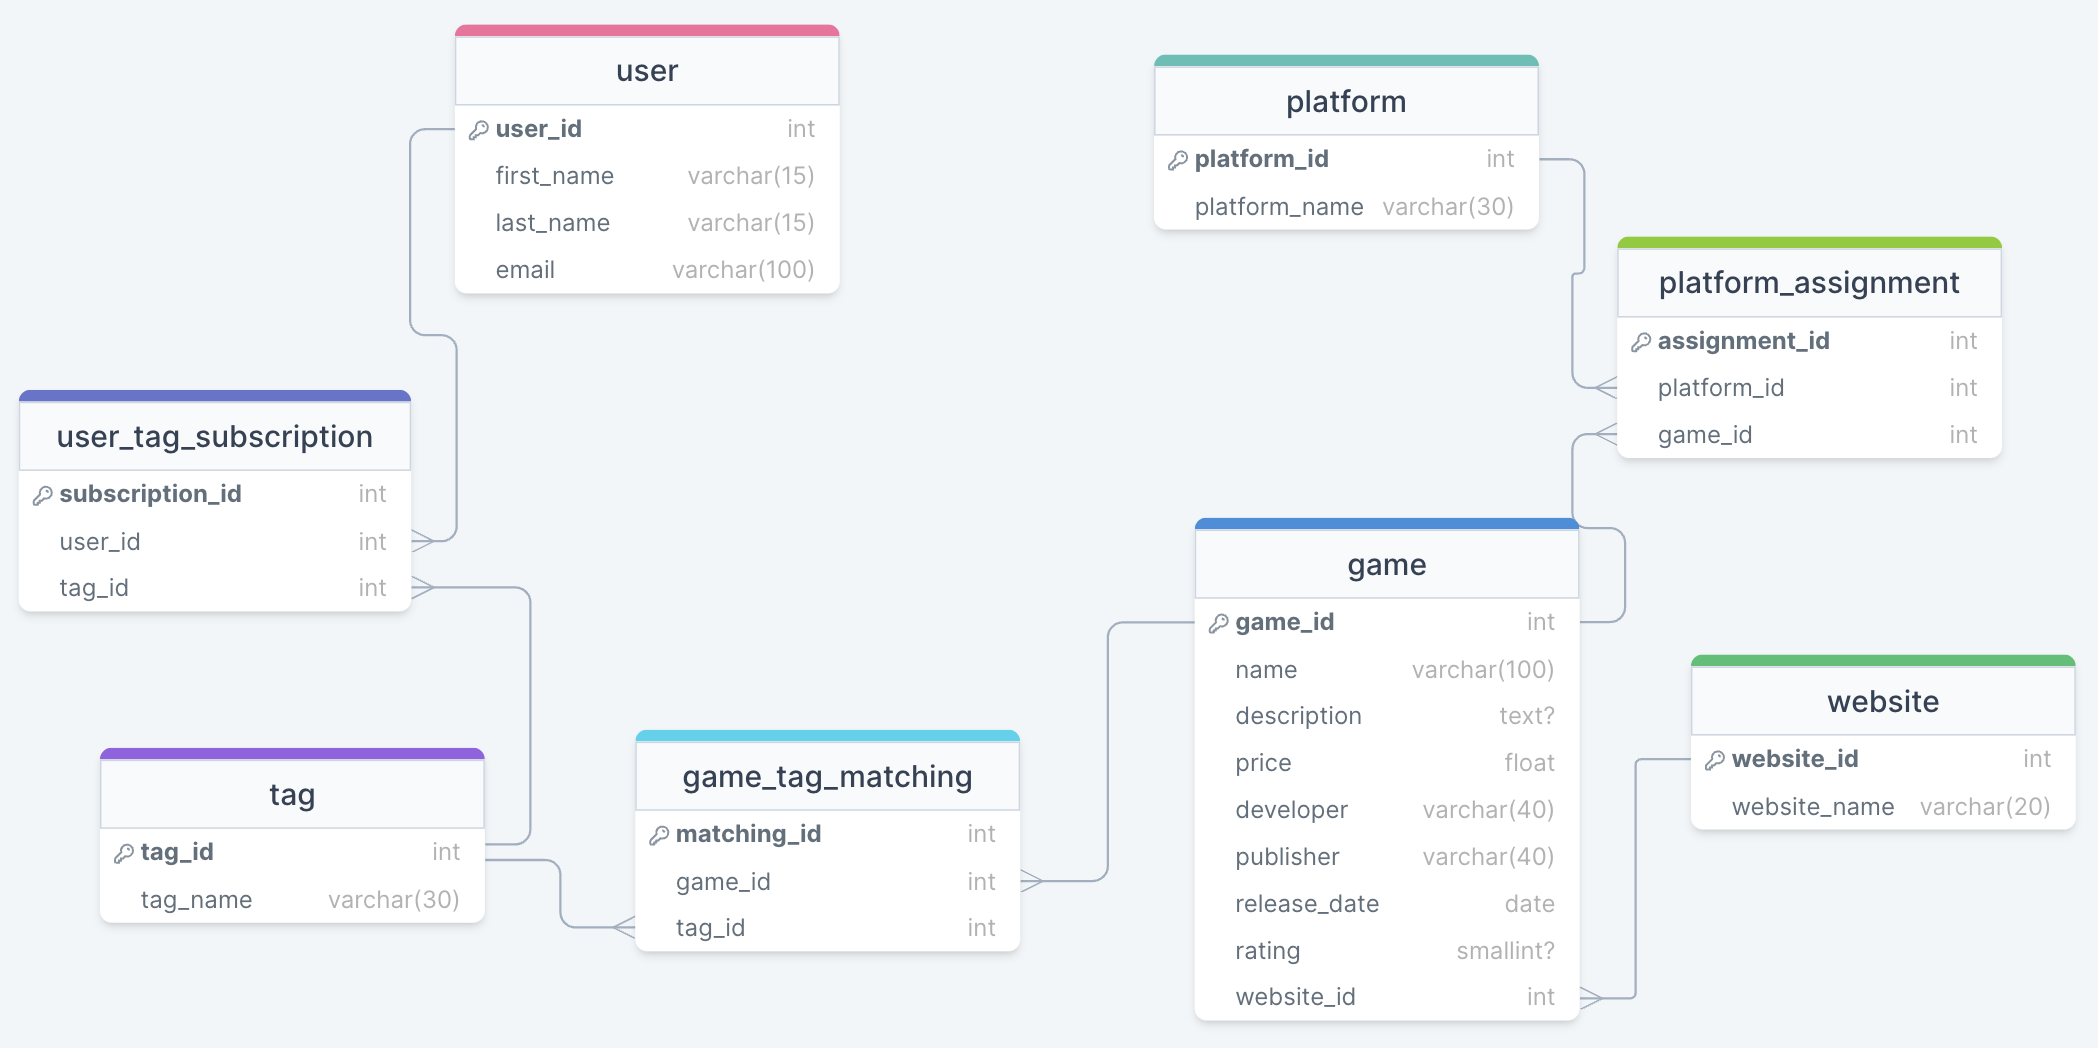 user
user_id int
first_name varchar(15)
last_name varchar(15)
email varchar(100)
platform
platform_id int
platform_name varchar(30)
platform_assignment
assignment_id int
platform_id int
game_id int
user_tag_subscription
subscription_id int
user_id int
tag_id int
game
game_id int
name varchar(100)
description text?
price float
developer varchar(40)
publisher varchar(40)
release_date date
rating smallint?
website_id int
website
website_id int
website_name varchar(20)
tag
tag_id int
tag_name varchar(30)
game_tag_matching
matching_id int
game_id int
tag_id int